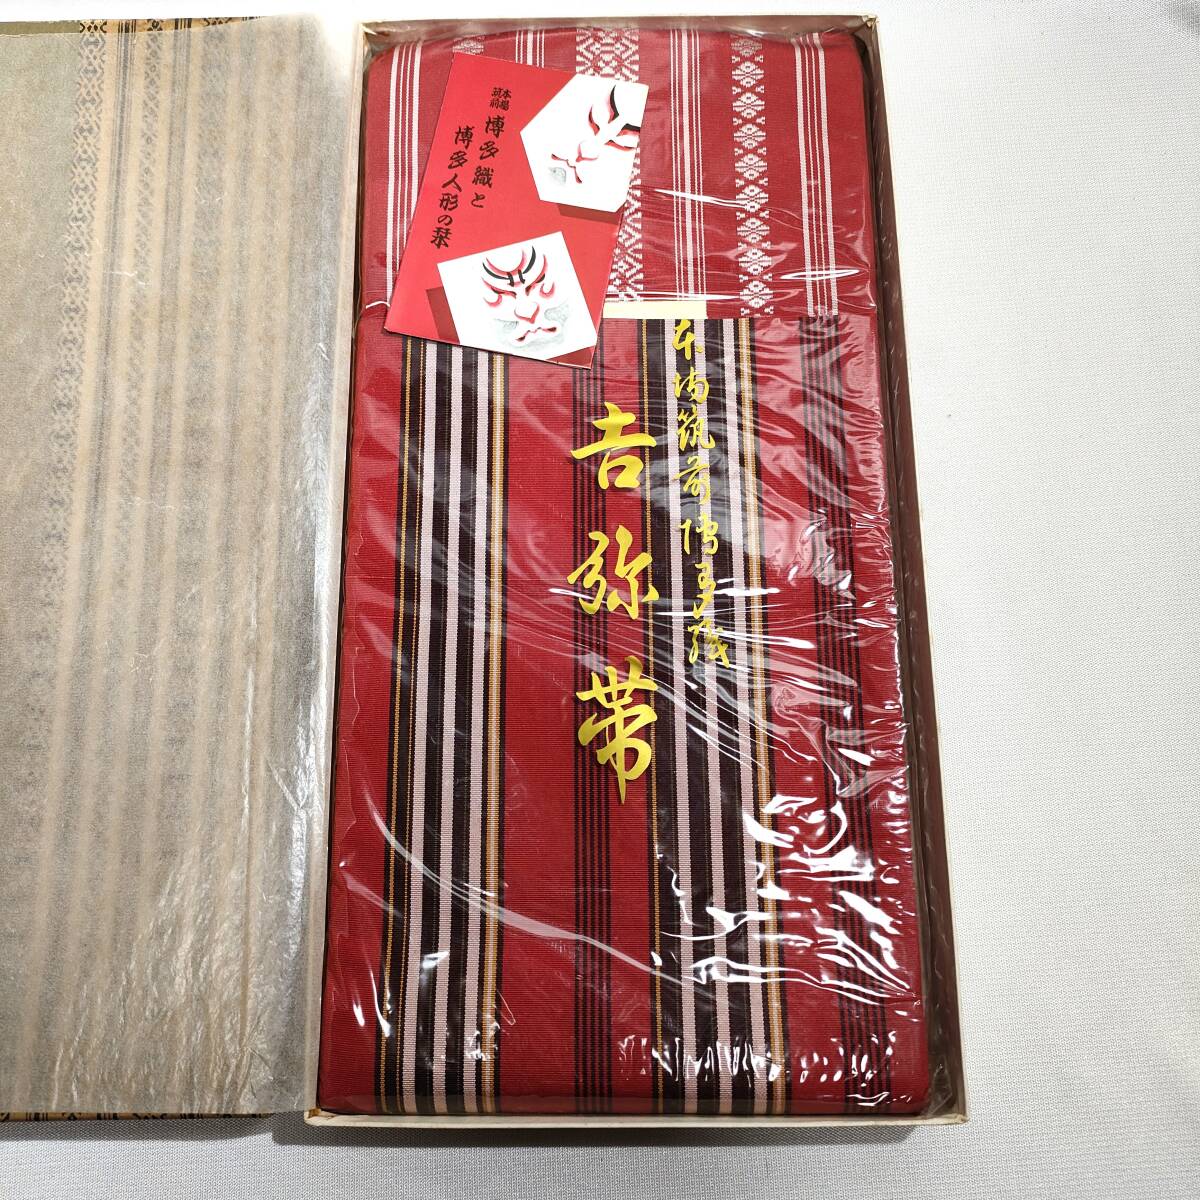 本場
筑前
博多織と
博多人形の栞
本場筑前博多織
吉弥帯